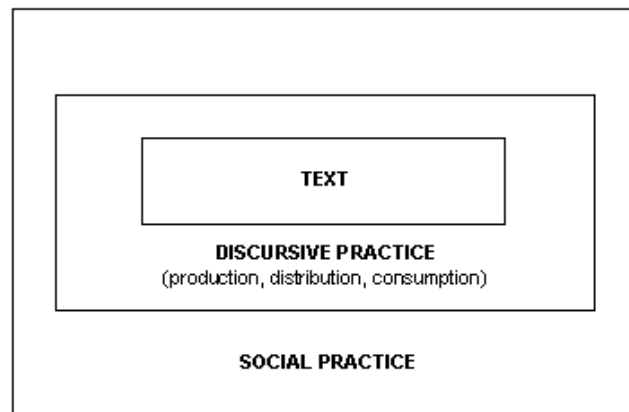 TEXT
DISCURSIVE PRACTICE
(production, distribution, consumption)
SOCIAL PRACTICE